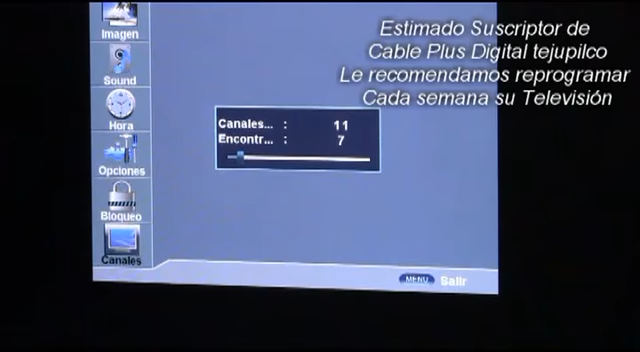 Estimado Suscriptor de
Cable Plus Digital tejupilco
Le recomendamos reprogramar
Cada semana su Televisión
Imagen
Sound
Hora
Opciones
Bloqueo
Canales
Canales... : 11
Encontr... : 7
MENU Salir